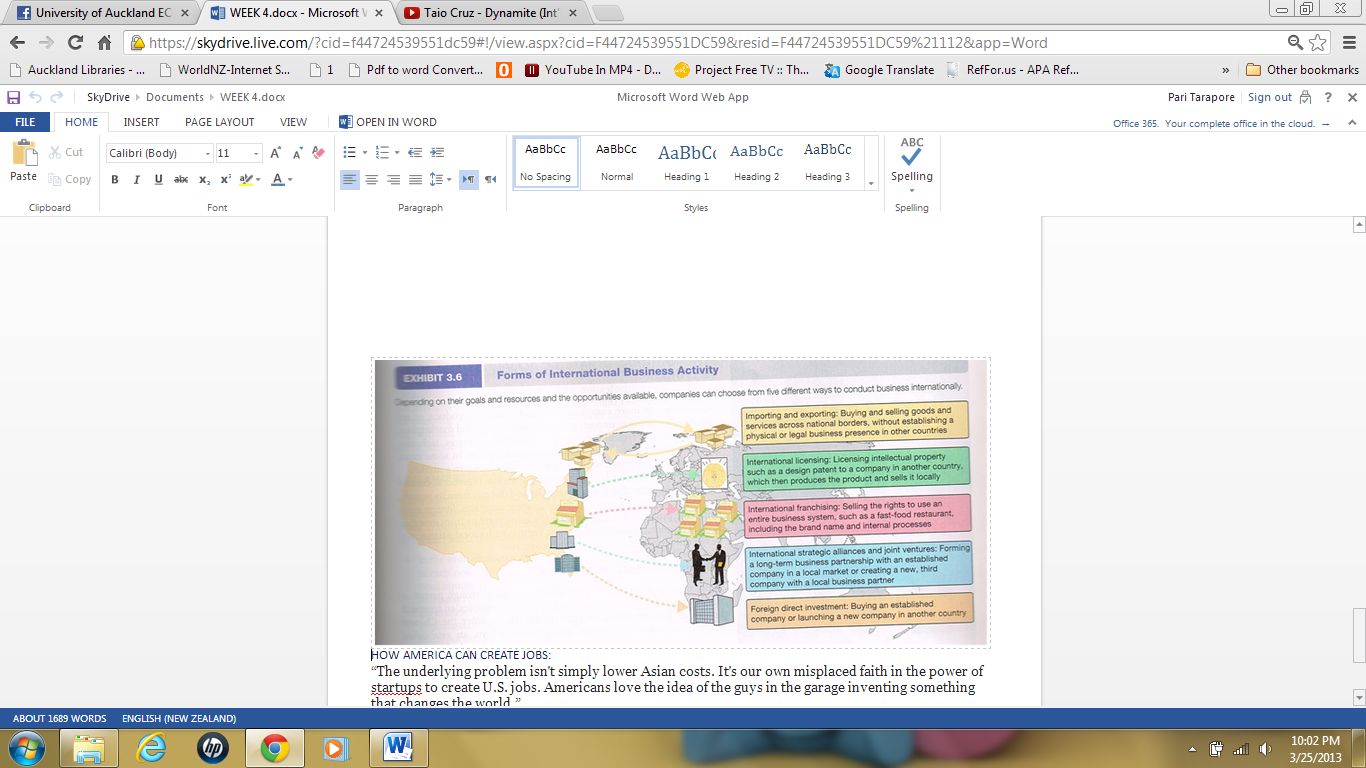 University of Auckland EC
WEEK 4.docx - Microsoft W
Taio Cruz - Dynamite (Int'
https://skydrive.live.com/?cid=f44724539551dc59#!/view.aspx?cid=F44724539551DC59&resid=F44724539551DC59%21112&app=Word
Auckland Libraries - ...
WorldNZ-Internet S...
1
Pdf to word Convert...
YouTube In MP4 - D...
Project Free TV :: Th...
Google Translate
RefFor.us - APA Ref...
»
Other bookmarks
SkyDrive Documents WEEK 4.docx
Microsoft Word Web App
Pari Tarapore
Sign out
?
FILE HOME INSERT PAGE LAYOUT VIEW OPEN IN WORD
Office 365. Your complete office in the cloud. →
Paste
Cut
Copy
Clipboard
Calibri (Body) 11
B I U abc x₂ x² ab A
Font
Paragraph
AaBbCc AaBbCc AaBbCc AaBbCc AaBbCc
No Spacing Normal Heading 1 Heading 2 Heading 3
Styles
ABC
Spelling
Spelling
EXHIBIT 3.6 Forms of International Business Activity
Depending on their goals and resources and the opportunities available, companies can choose from five different ways to conduct business internationally.
Importing and exporting: Buying and selling goods and
services across national borders, without establishing a
physical or legal business presence in other countries
International licensing: Licensing intellectual property
such as a design patent to a company in another country,
which then produces the product and sells it locally
International franchising: Selling the rights to use an
entire business system, such as a fast-food restaurant,
including the brand name and internal processes
International strategic alliances and joint ventures: Forming
a long-term business partnership with an established
company in a local market or creating a new, third
company with a local business partner
Foreign direct investment: Buying an established
company or launching a new company in another country
HOW AMERICA CAN CREATE JOBS:
“The underlying problem isn't simply lower Asian costs. It's our own misplaced faith in the power of
startups to create U.S. jobs. Americans love the idea of the guys in the garage inventing something
that changes the world.”
ABOUT 1689 WORDS ENGLISH (NEW ZEALAND)
hp
10:02 PM
3/25/2013